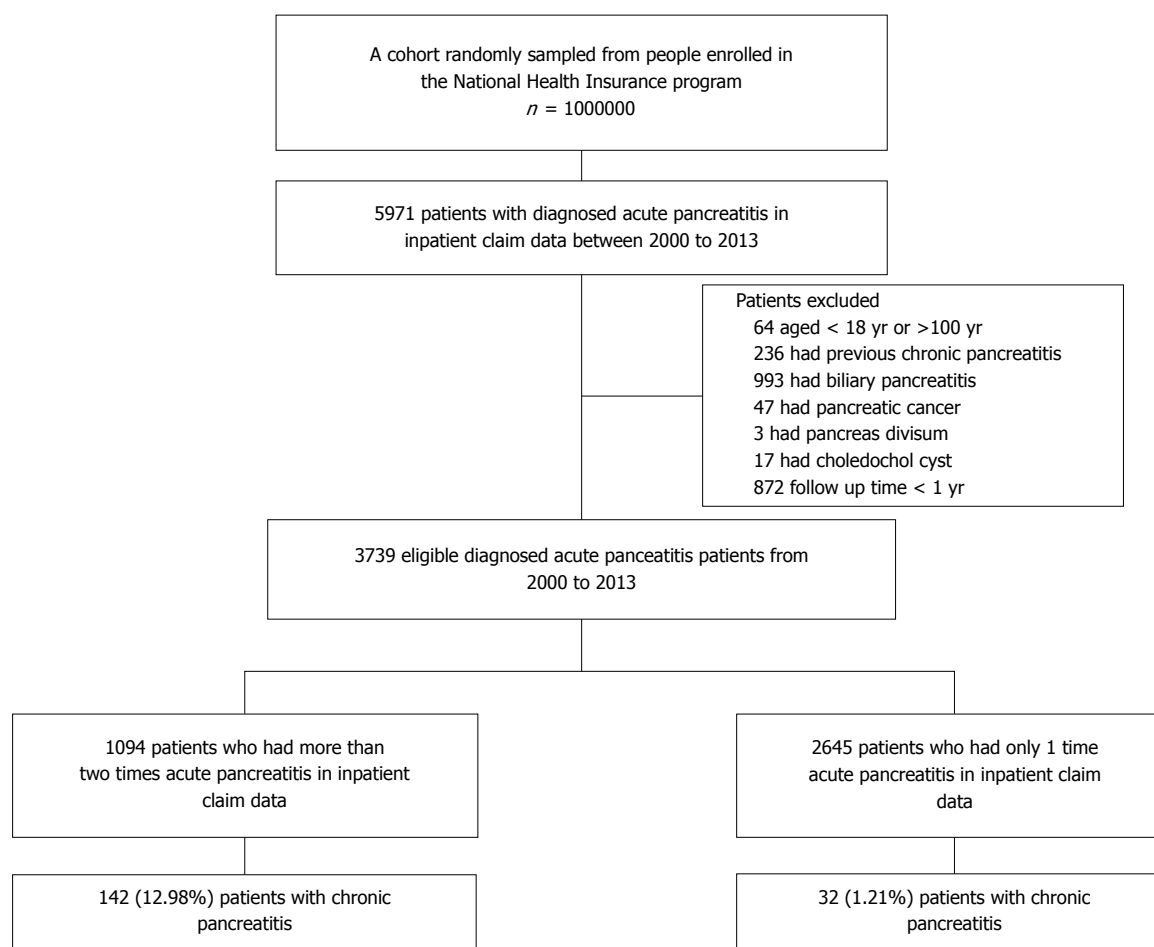 A cohort randomly sampled from people enrolled in
the National Health Insurance program
n = 1000000
5971 patients with diagnosed acute pancreatitis in
inpatient claim data between 2000 to 2013
Patients excluded
64 aged < 18 yr or >100 yr
236 had previous chronic pancreatitis
993 had biliary pancreatitis
47 had pancreatic cancer
3 had pancreas divisum
17 had choledochol cyst
872 follow up time < 1 yr
3739 eligible diagnosed acute panceatitis patients from
2000 to 2013
1094 patients who had more than
two times acute pancreatitis in inpatient
claim data
2645 patients who had only 1 time
acute pancreatitis in inpatient claim
data
142 (12.98%) patients with chronic
pancreatitis
32 (1.21%) patients with chronic
pancreatitis